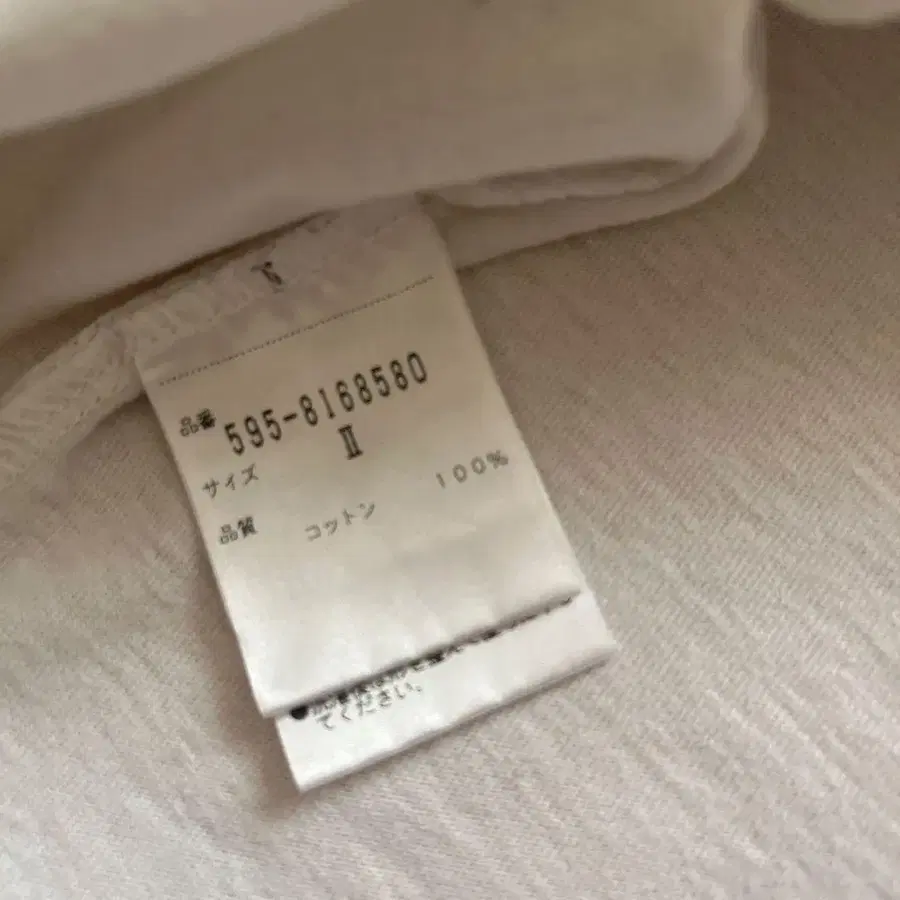 品番 595-8168580
サイズ Ⅱ
品質 コットン 100%
てください。